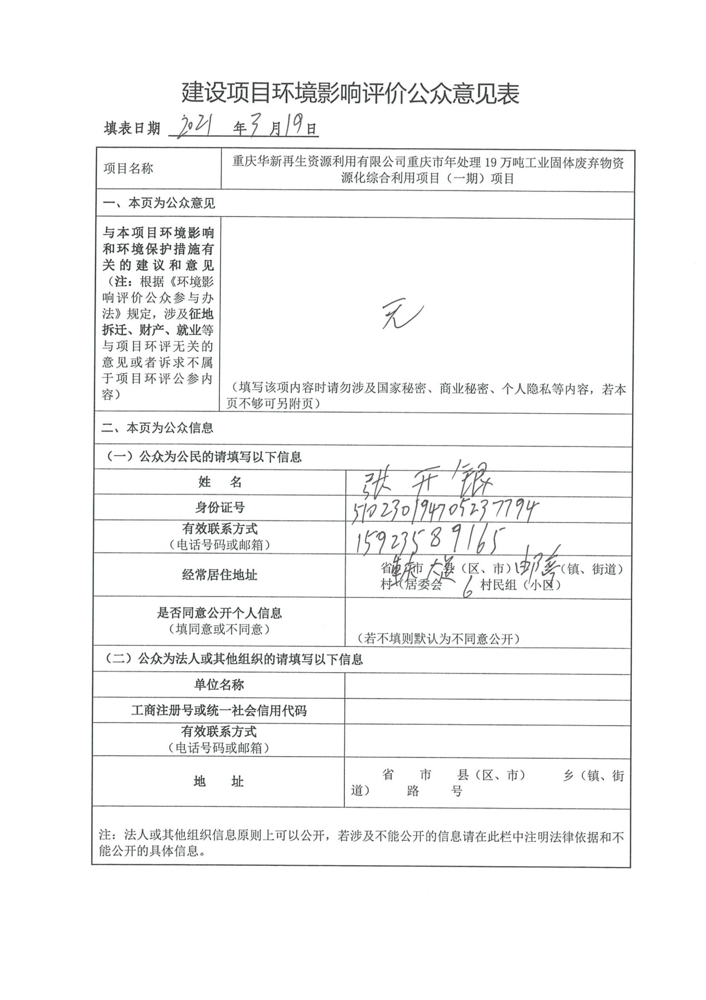 建设项目环境影响评价公众意见表
填表日期 2021 年3月19日
项目名称
重庆华新再生资源利用有限公司重庆市年处理 19 万吨工业固体废弃物资
源化综合利用项目（一期）项目
一、本页为公众意见
与本项目环境影响
和环境保护措施有
关的建议和意见
（注：根据《环境影
响评价公众参与办
法》规定，涉及征地
拆迁、财产、就业等
与项目环评无关的
意见或者诉求不属
于项目环评公参内
容）
无
（填写该项内容时请勿涉及国家秘密、商业秘密、个人隐私等内容，若本
页不够可另附页）
二、本页为公众信息
（一）公众为公民的请填写以下信息
姓 名
张开银
身份证号
510230194705237794
有效联系方式
（电话号码或邮箱）
15923589165
经常居住地址
省重庆市 大 （区、市）邮亭（镇、街道）
村（居委会 6 村民组（小区）
是否同意公开个人信息
（填同意或不同意）
（若不填则默认为不同意公开）
（二）公众为法人或其他组织的请填写以下信息
单位名称
工商注册号或统一社会信用代码
有效联系方式
（电话号码或邮箱）
地 址
省 市 县（区、市） 乡（镇、街
道） 路 号
注：法人或其他组织信息原则上可以公开，若涉及不能公开的信息请在此栏中注明法律依据和不
能公开的具体信息。